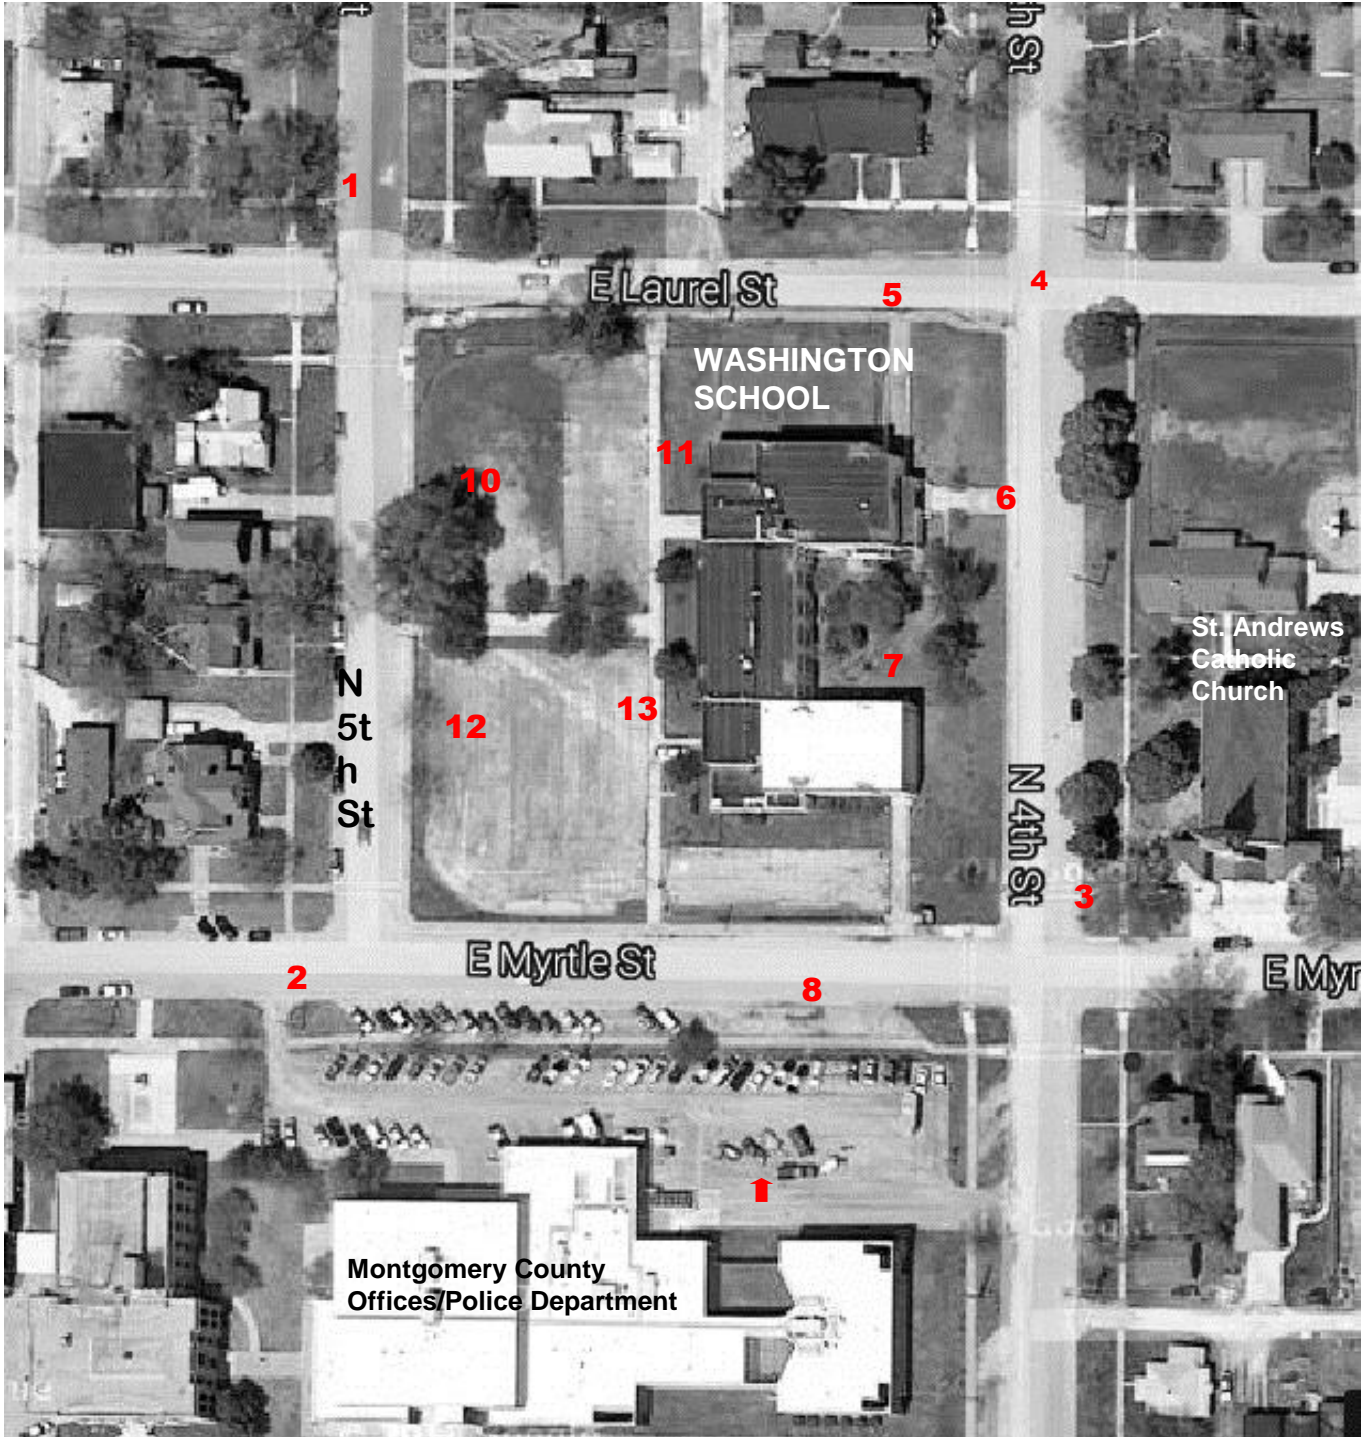 t
h St
1
4
E Laurel St
5
WASHINGTON
SCHOOL
11
10
6
St. Andrews
Catholic
Church
7
N
5t
h
St
13
12
N 4th St
3
E Myrtle St
E Myr
2
8
Montgomery County
Offices/Police Department